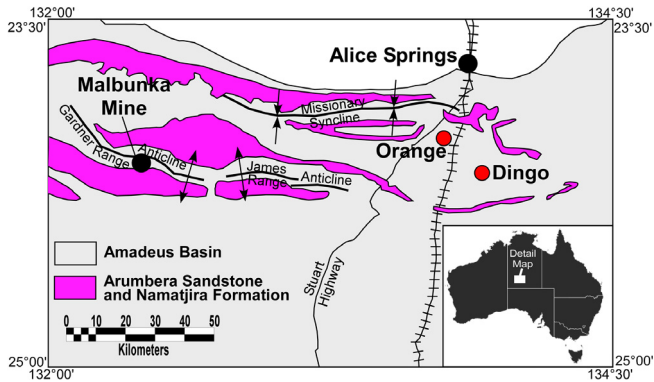 132°00'
134°30'
23°30'
23°30'
Alice Springs
Malbunka
Mine
Missionary
Syncline
Gardner Range
Anticline
Orange
James
Range
Anticline
Dingo
Amadeus Basin
Arumbera Sandstone
and Namatjira Formation
0 10 20 30 40 50
Kilometers
Stuart
Highway
Detail
Map
25°00'
25°00'
132°00'
134°30'